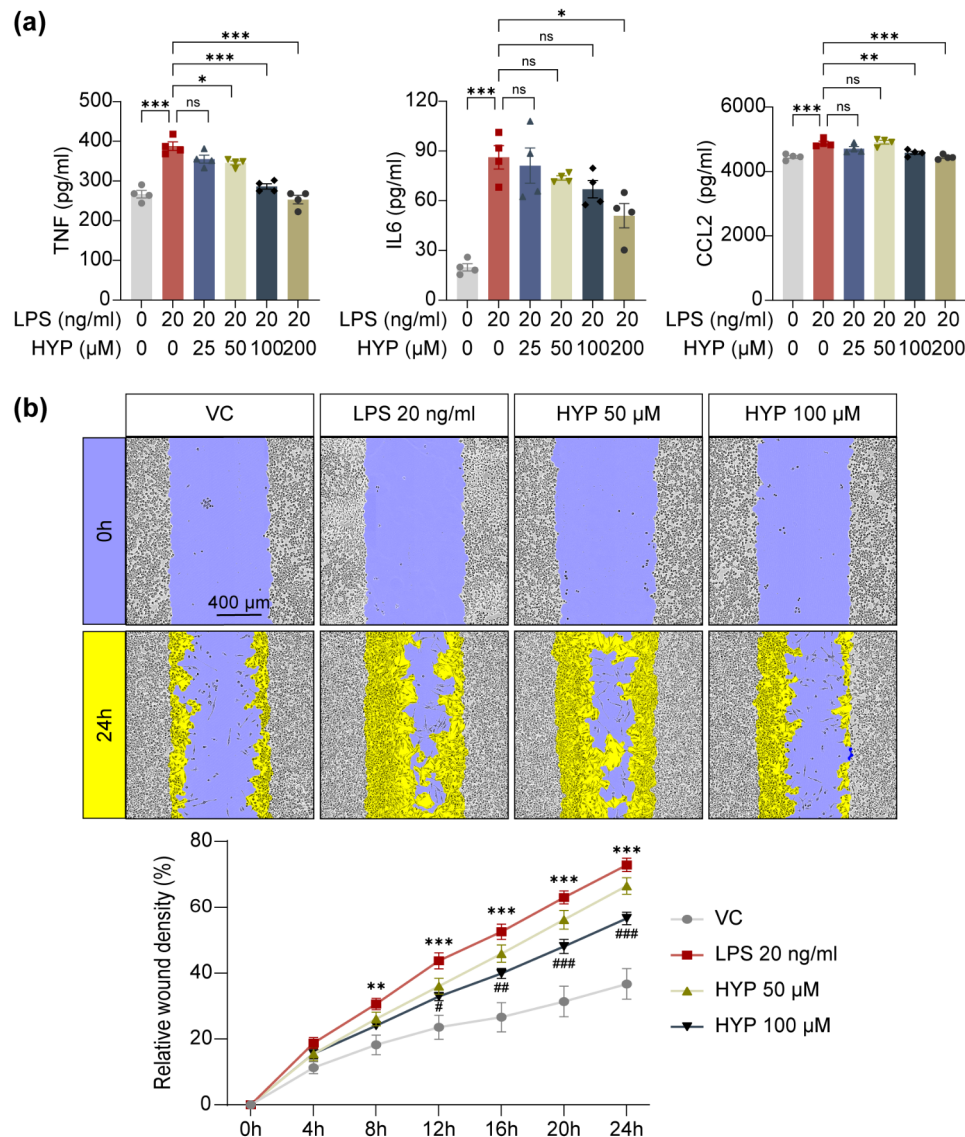 (a)
***
***
*
***
ns
500
400
300
200
100
0
TNF (pg/ml)
LPS (ng/ml) 0 20 20 20 20 20
HYP (µM) 0 0 25 50 100 200
*
ns
ns
***
ns
120
90
60
30
0
IL6 (pg/ml)
LPS (ng/ml) 0 20 20 20 20 20
HYP (µM) 0 0 25 50 100 200
***
**
ns
***
ns
6000
4000
2000
0
CCL2 (pg/ml)
LPS (ng/ml) 0 20 20 20 20 20
HYP (µM) 0 0 25 50 100 200
(b)
VC LPS 20 ng/ml HYP 50 µM HYP 100 µM
0h
400 µm
24h
Relative wound density (%)
80
60
40
20
0
** *** *** *** ***
# ## ### ###
0h 4h 8h 12h 16h 20h 24h
VC
LPS 20 ng/ml
HYP 50 µM
HYP 100 µM